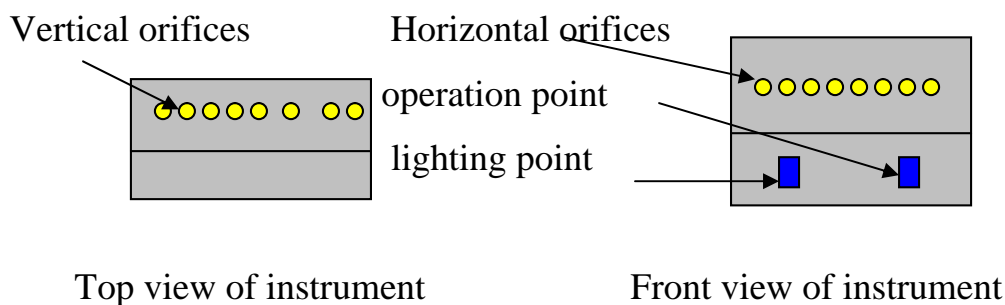 Vertical orifices
Horizontal orifices
operation point
lighting point
Top view of instrument
Front view of instrument